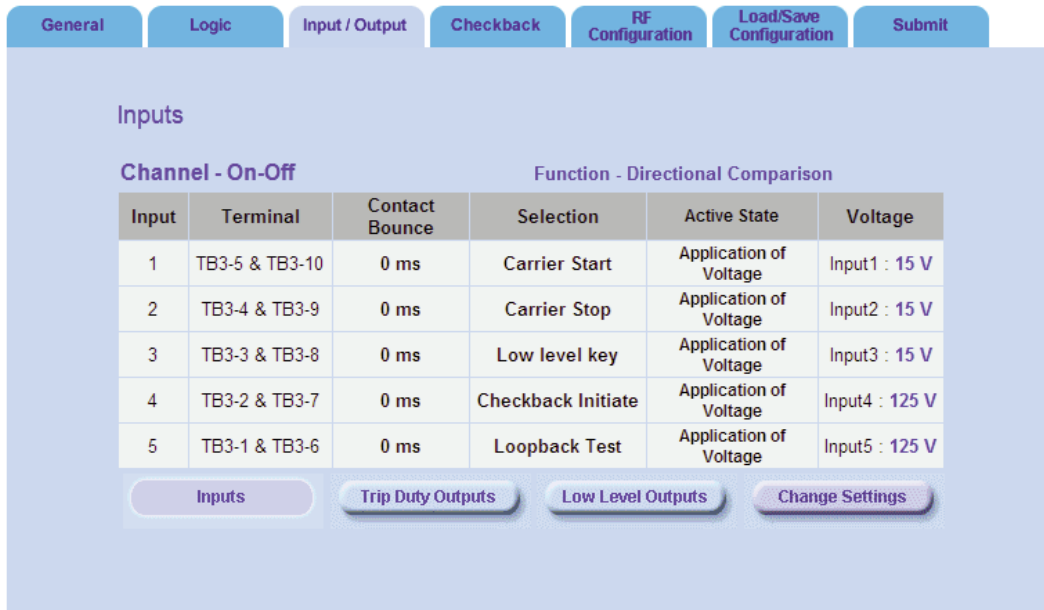 General Logic Input / Output Checkback RF Configuration Load/Save Configuration Submit
Inputs
Channel - On-Off Function - Directional Comparison
Input Terminal Contact Bounce Selection Active State Voltage
1 TB3-5 & TB3-10 0 ms Carrier Start Application of Voltage Input1 : 15 V
2 TB3-4 & TB3-9 0 ms Carrier Stop Application of Voltage Input2 : 15 V
3 TB3-3 & TB3-8 0 ms Low level key Application of Voltage Input3 : 15 V
4 TB3-2 & TB3-7 0 ms Checkback Initiate Application of Voltage Input4 : 125 V
5 TB3-1 & TB3-6 0 ms Loopback Test Application of Voltage Input5 : 125 V
Inputs Trip Duty Outputs Low Level Outputs Change Settings